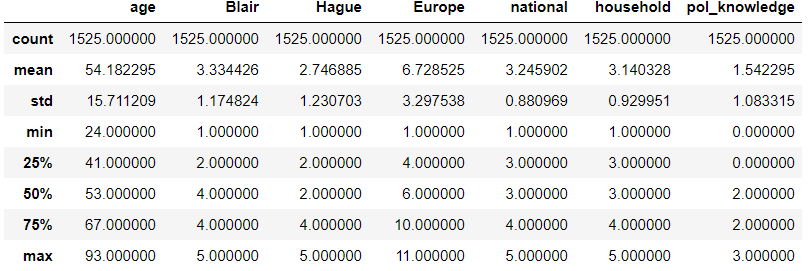 age Blair Hague Europe national household pol_knowledge
count 1525.000000 1525.000000 1525.000000 1525.000000 1525.000000 1525.000000 1525.000000
mean 54.182295 3.334426 2.746885 6.728525 3.245902 3.140328 1.542295
std 15.711209 1.174824 1.230703 3.297538 0.880969 0.929951 1.083315
min 24.000000 1.000000 1.000000 1.000000 1.000000 1.000000 0.000000
25% 41.000000 2.000000 2.000000 4.000000 3.000000 3.000000 0.000000
50% 53.000000 4.000000 2.000000 6.000000 3.000000 3.000000 2.000000
75% 67.000000 4.000000 4.000000 10.000000 4.000000 4.000000 2.000000
max 93.000000 5.000000 5.000000 11.000000 5.000000 5.000000 3.000000